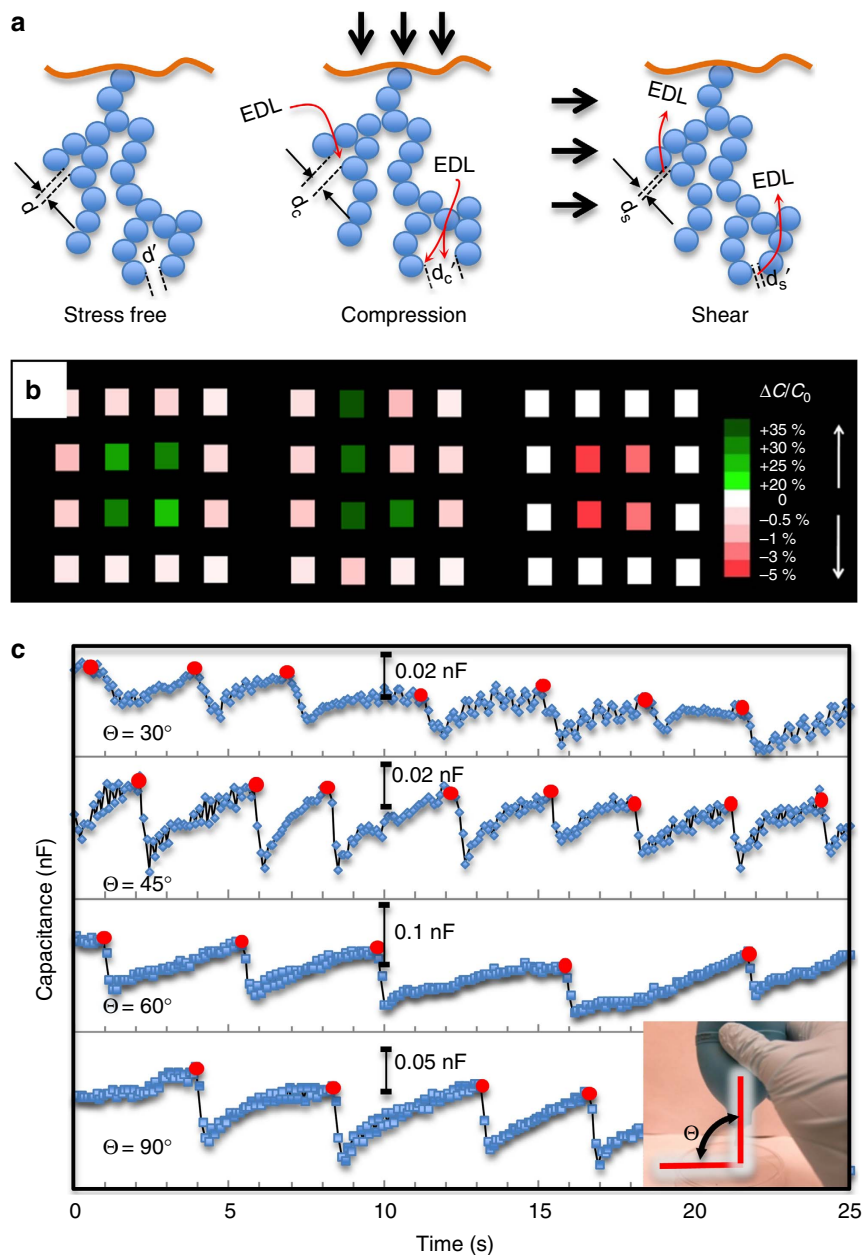 a
EDL
EDL
EDL
EDL
d
d'
d_c
d_c'
d_s
d_s'
Stress free
Compression
Shear
b
ΔC/C₀
+35 %
+30 %
+25 %
+20 %
0
–0.5 %
–1 %
–3 %
–5 %
c
Capacitance (nF)
0.02 nF
Θ = 30°
0.02 nF
Θ = 45°
0.1 nF
Θ = 60°
0.05 nF
Θ = 90°
Θ
0
5
10
15
20
25
Time (s)